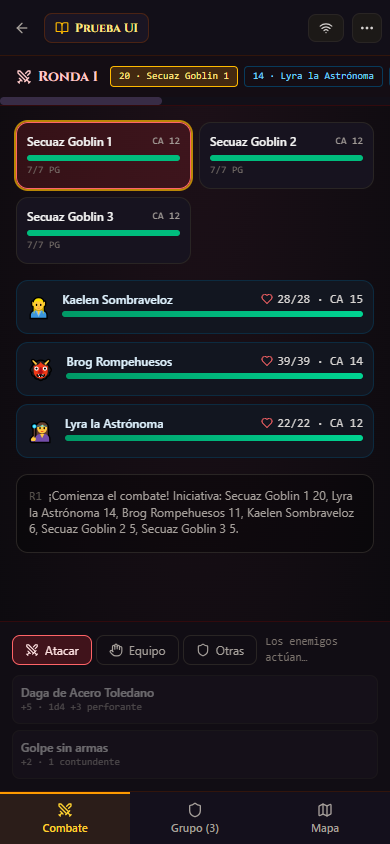 PRUEBA UI
RONDA 1
20 · Secuaz Goblin 1
14 · Lyra la Astrónoma
Secuaz Goblin 1
CA 12
7/7 PG
Secuaz Goblin 2
CA 12
7/7 PG
Secuaz Goblin 3
CA 12
7/7 PG
Kaelen Sombraveloz
28/28 · CA 15
Brog Rompehuesos
39/39 · CA 14
Lyra la Astrónoma
22/22 · CA 12
R1 ¡Comienza el combate! Iniciativa: Secuaz Goblin 1 20, Lyra
la Astrónoma 14, Brog Rompehuesos 11, Kaelen Sombraveloz
6, Secuaz Goblin 2 5, Secuaz Goblin 3 5.
Atacar
Equipo
Otras
Los enemigos
actúan…
Daga de Acero Toledano
+5 · 1d4 +3 perforante
Golpe sin armas
+2 · 1 contundente
Combate
Grupo (3)
Mapa